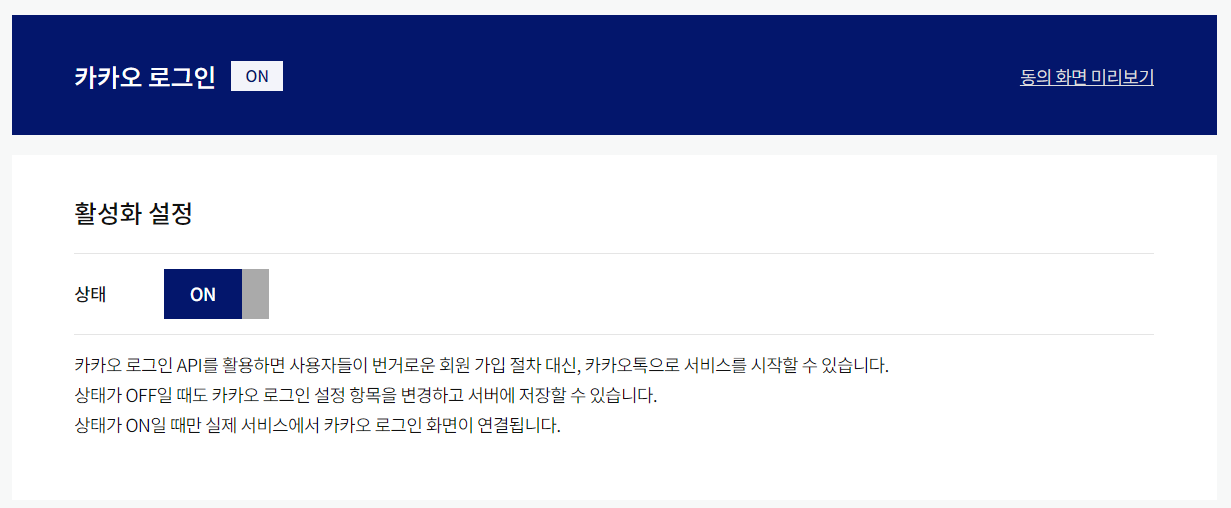 카카오 로그인 ON
동의 화면 미리보기
활성화 설정
상태 ON
카카오 로그인 API를 활용하면 사용자들이 번거로운 회원 가입 절차 대신, 카카오톡으로 서비스를 시작할 수 있습니다.
상태가 OFF일 때도 카카오 로그인 설정 항목을 변경하고 서버에 저장할 수 있습니다.
상태가 ON일 때만 실제 서비스에서 카카오 로그인 화면이 연결됩니다.